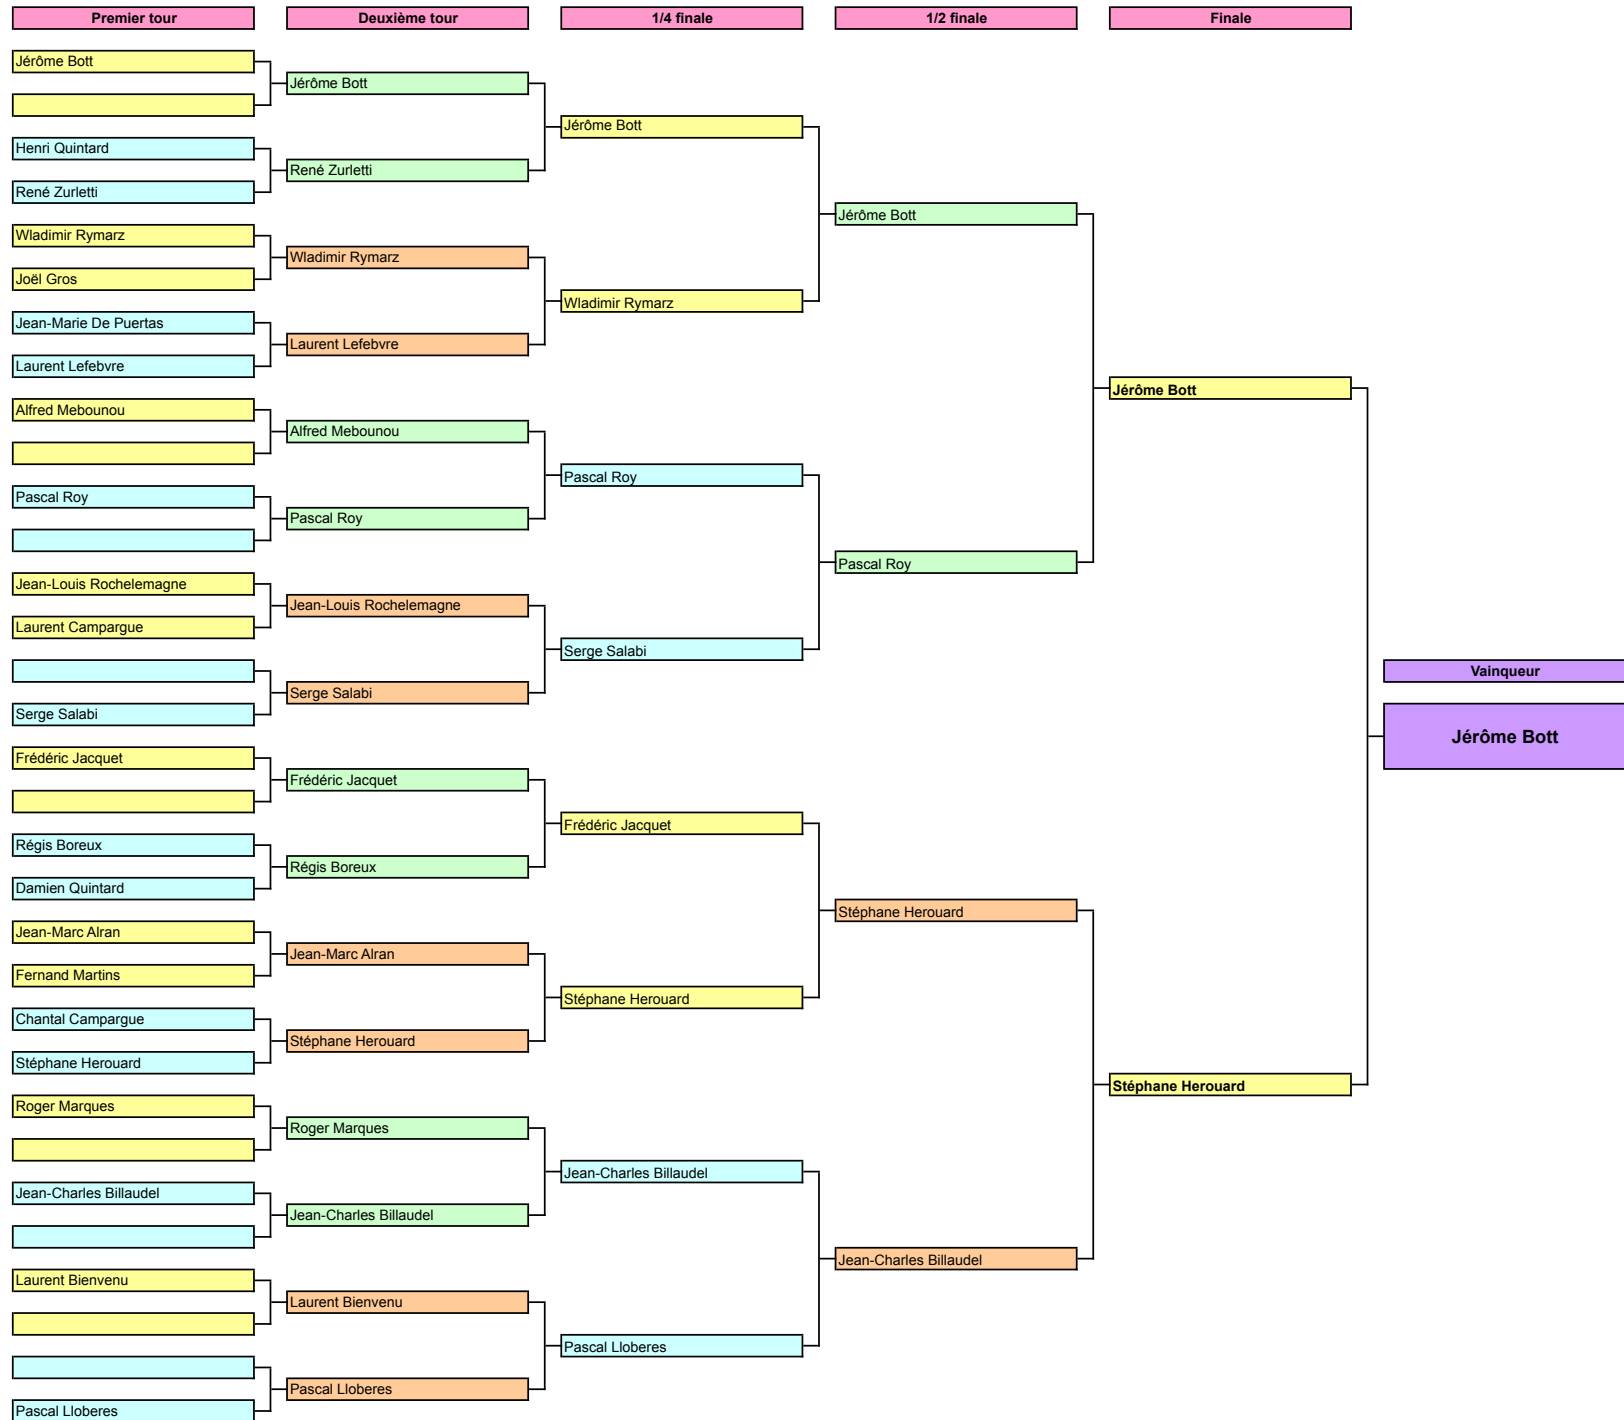 Premier tour
Deuxième tour
1/4 finale
1/2 finale
Finale
Jérôme Bott
Jérôme Bott
Jérôme Bott
Henri Quintard
René Zurletti
René Zurletti
Jérôme Bott
Wladimir Rymarz
Wladimir Rymarz
Joël Gros
Wladimir Rymarz
Jean-Marie De Puertas
Laurent Lefebvre
Laurent Lefebvre
Jérôme Bott
Alfred Mebounou
Alfred Mebounou
Pascal Roy
Pascal Roy
Pascal Roy
Pascal Roy
Jean-Louis Rochelemagne
Jean-Louis Rochelemagne
Laurent Campargue
Serge Salabi
Vainqueur
Serge Salabi
Serge Salabi
Jérôme Bott
Frédéric Jacquet
Frédéric Jacquet
Frédéric Jacquet
Régis Boreux
Régis Boreux
Damien Quintard
Stéphane Herouard
Jean-Marc Alran
Jean-Marc Alran
Fernand Martins
Stéphane Herouard
Chantal Campargue
Stéphane Herouard
Stéphane Herouard
Stéphane Herouard
Roger Marques
Roger Marques
Jean-Charles Billaudel
Jean-Charles Billaudel
Jean-Charles Billaudel
Jean-Charles Billaudel
Laurent Bienvenu
Laurent Bienvenu
Pascal Lloberes
Pascal Lloberes
Pascal Lloberes